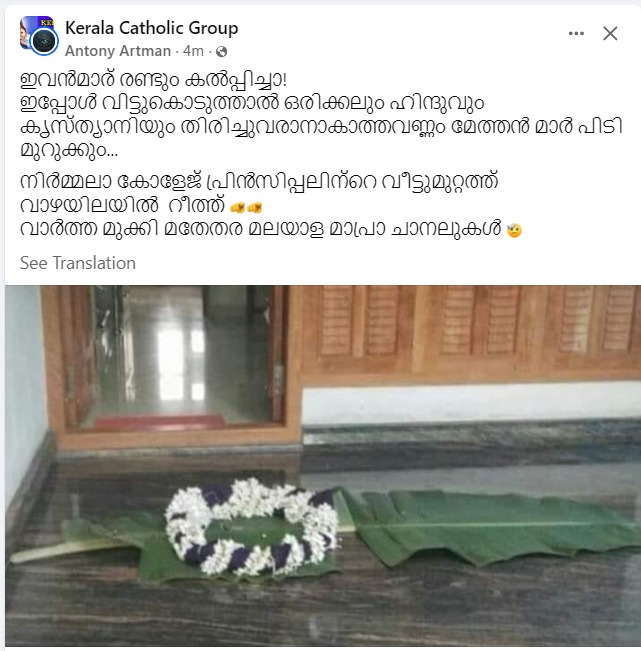 Kerala Catholic Group
Antony Artman · 4m ·
ഇവൻമാര് രണ്ടും കൽപ്പിച്ചാ!
ഇപ്പോൾ വിട്ടുകൊടുത്താൽ ഒരിക്കലും ഹിന്ദുവും
കൃസ്ത്യാനിയും തിരിച്ചുവരാനാകാത്തവണ്ണം മേത്തൻ മാർ പിടി
മുറുക്കും...
നിർമ്മലാ കോളേജ് പ്രിൻസിപ്പലിന്റെ വീട്ടുമുറ്റത്ത്
വാഴയിലയിൽ റീത്ത് 🤜🤜
വാർത്ത മുക്കി മതേതര മലയാള മാപ്രാ ചാനലുകൾ 🤕
See Translation